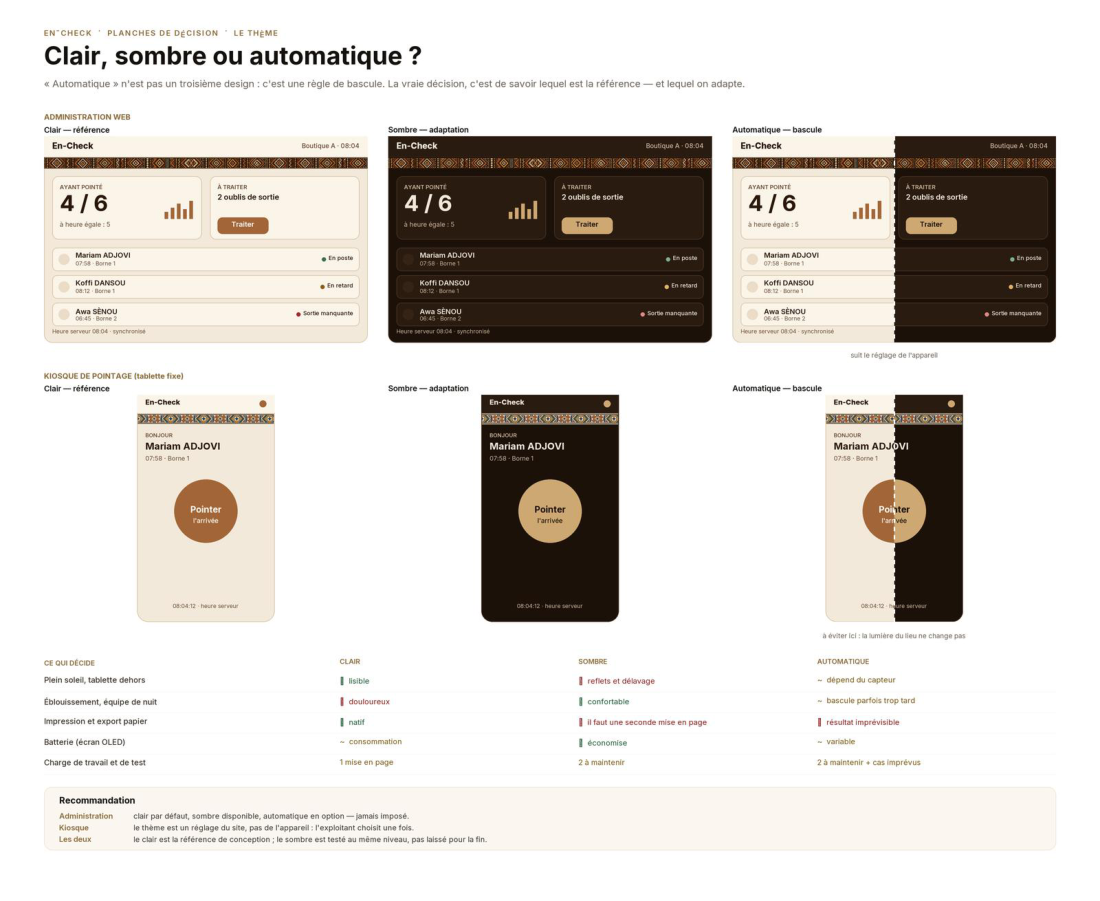 EN˜CHECK ˙ PLANCHES DE DéCISION ˙ LE THèME
Clair, sombre ou automatique ?
« Automatique » n'est pas un troisième design : c'est une règle de bascule. La vraie décision, c'est de savoir lequel est la référence — et lequel on adapte.
ADMINISTRATION WEB
Clair — référence
En-Check
Boutique A · 08:04
AYANT POINTÉ
4 / 6
à heure égale : 5
À TRAITER
2 oublis de sortie
Traiter
Mariam ADJOVI
07:58 · Borne 1
En poste
Koffi DANSOU
08:12 · Borne 1
En retard
Awa SÈNOU
06:45 · Borne 2
Sortie manquante
Heure serveur 08:04 · synchronisé
Sombre — adaptation
En-Check
Boutique A · 08:04
AYANT POINTÉ
4 / 6
à heure égale : 5
À TRAITER
2 oublis de sortie
Traiter
Mariam ADJOVI
07:58 · Borne 1
En poste
Koffi DANSOU
08:12 · Borne 1
En retard
Awa SÈNOU
06:45 · Borne 2
Sortie manquante
Heure serveur 08:04 · synchronisé
Automatique — bascule
En-Check
Boutique A · 08:04
AYANT POINTÉ
4 / 6
à heure égale : 5
À TRAITER
2 oublis de sortie
Traiter
Mariam ADJOVI
07:58 · Borne 1
En poste
Koffi DANSOU
08:12 · Borne 1
En retard
Awa SÈNOU
06:45 · Borne 2
Sortie manquante
Heure serveur 08:04 · synchronisé
suit le réglage de l'appareil
KIOSQUE DE POINTAGE (tablette fixe)
Clair — référence
En-Check
BONJOUR
Mariam ADJOVI
07:58 · Borne 1
Pointer
l'arrivée
08:04:12 · heure serveur
Sombre — adaptation
En-Check
BONJOUR
Mariam ADJOVI
07:58 · Borne 1
Pointer
l'arrivée
08:04:12 · heure serveur
Automatique — bascule
En-Check
BONJOUR
Mariam ADJOVI
07:58 · Borne 1
Pointer
l'arrivée
08:04:12 · heure serveur
à éviter ici : la lumière du lieu ne change pas
CE QUI DÉCIDE CLAIR SOMBRE AUTOMATIQUE
Plein soleil, tablette dehors lisible reflets et délavage ~ dépend du capteur
Éblouissement, équipe de nuit douloureux confortable ~ bascule parfois trop tard
Impression et export papier natif il faut une seconde mise en page résultat imprévisible
Batterie (écran OLED) ~ consommation économise ~ variable
Charge de travail et de test 1 mise en page 2 à maintenir 2 à maintenir + cas imprévus
Recommandation
Administration clair par défaut, sombre disponible, automatique en option — jamais imposé.
Kiosque le thème est un réglage du site, pas de l'appareil : l'exploitant choisit une fois.
Les deux le clair est la référence de conception ; le sombre est testé au même niveau, pas laissé pour la fin.